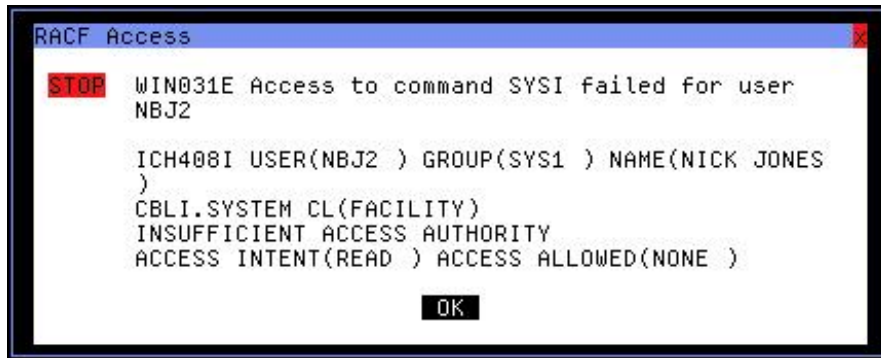 RACF Access x
STOP WIN031E Access to command SYSI failed for user
NBJ2
ICH408I USER(NBJ2 ) GROUP(SYS1 ) NAME(NICK JONES
)
CBLI.SYSTEM CL(FACILITY)
INSUFFICIENT ACCESS AUTHORITY
ACCESS INTENT(READ ) ACCESS ALLOWED(NONE )
OK